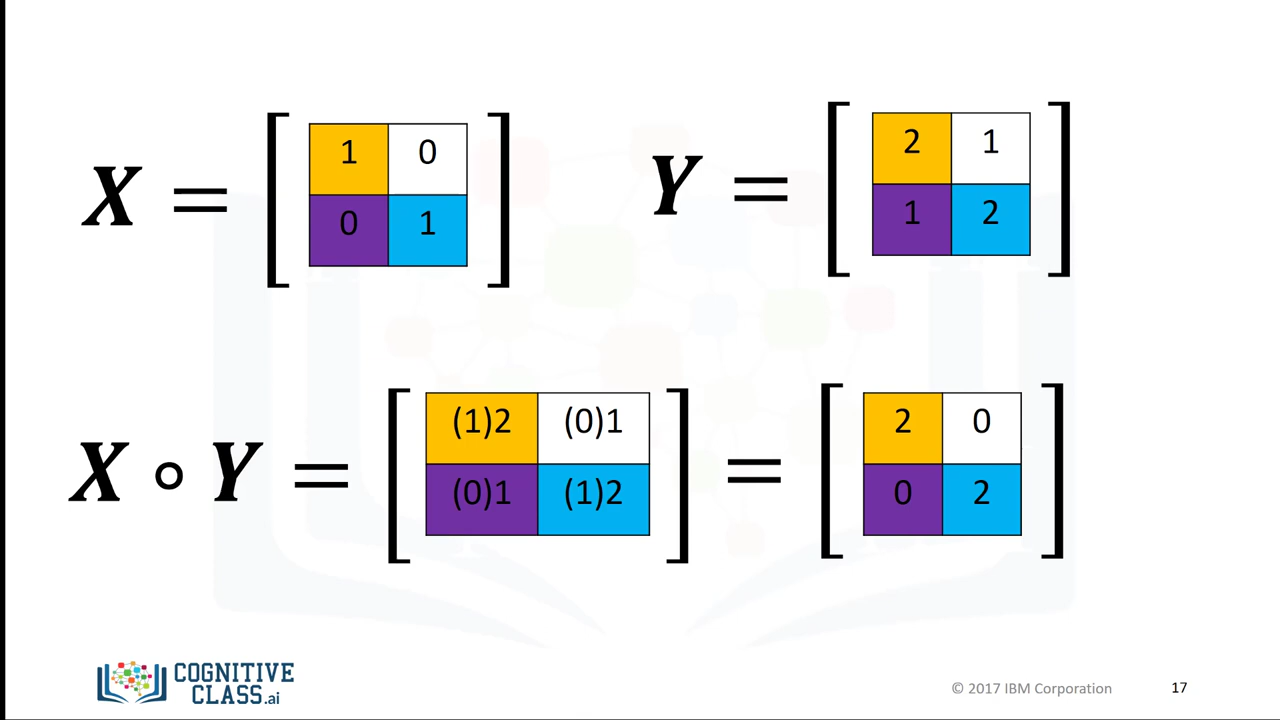 X = [ 1 0
0 1 ]
Y = [ 2 1
1 2 ]
X ∘ Y = [ (1)2 (0)1
(0)1 (1)2 ] = [ 2 0
0 2 ]
COGNITIVE
CLASS.ai
© 2017 IBM Corporation
17